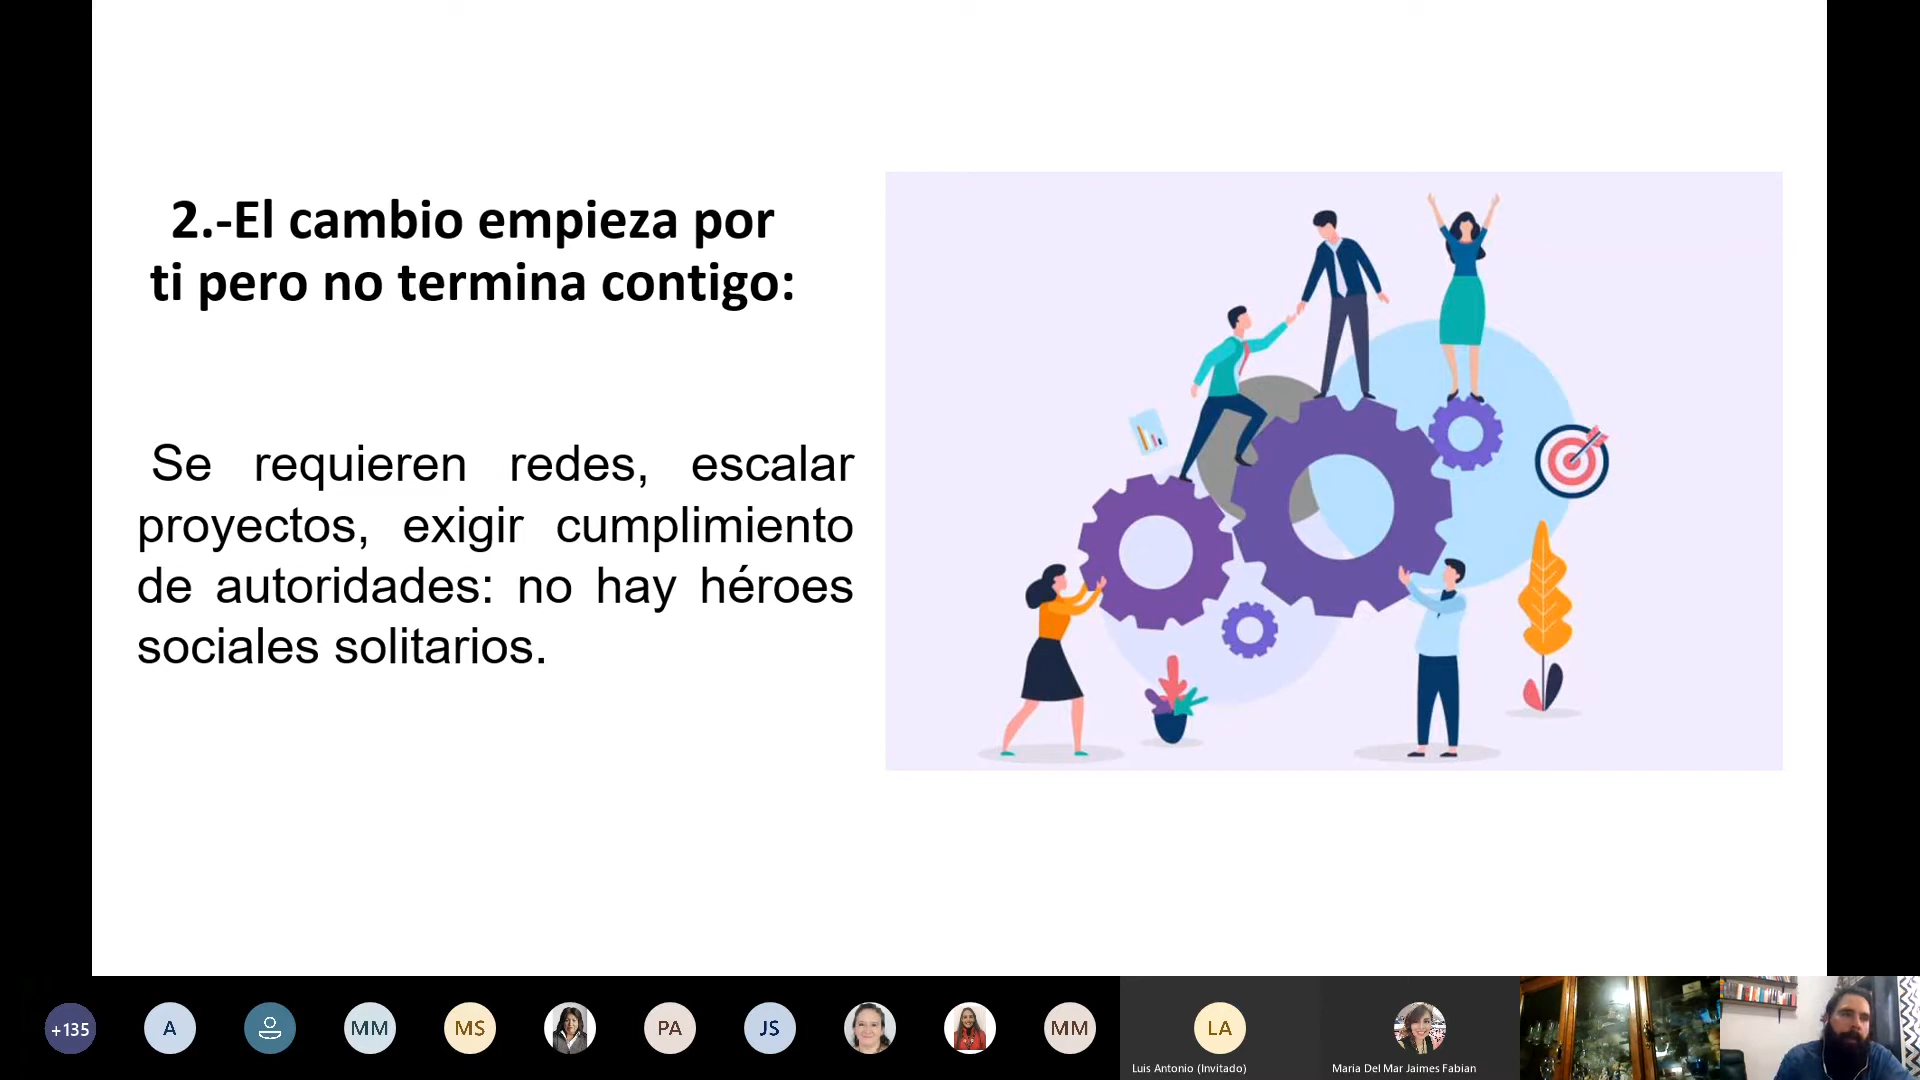 2.-El cambio empieza por
ti pero no termina contigo:
Se requieren redes, escalar
proyectos, exigir cumplimiento
de autoridades: no hay héroes
sociales solitarios.
+135
A
MM
MS
PA
JS
MM
LA
Luis Antonio (Invitado)
Maria Del Mar Jaimes Fabian